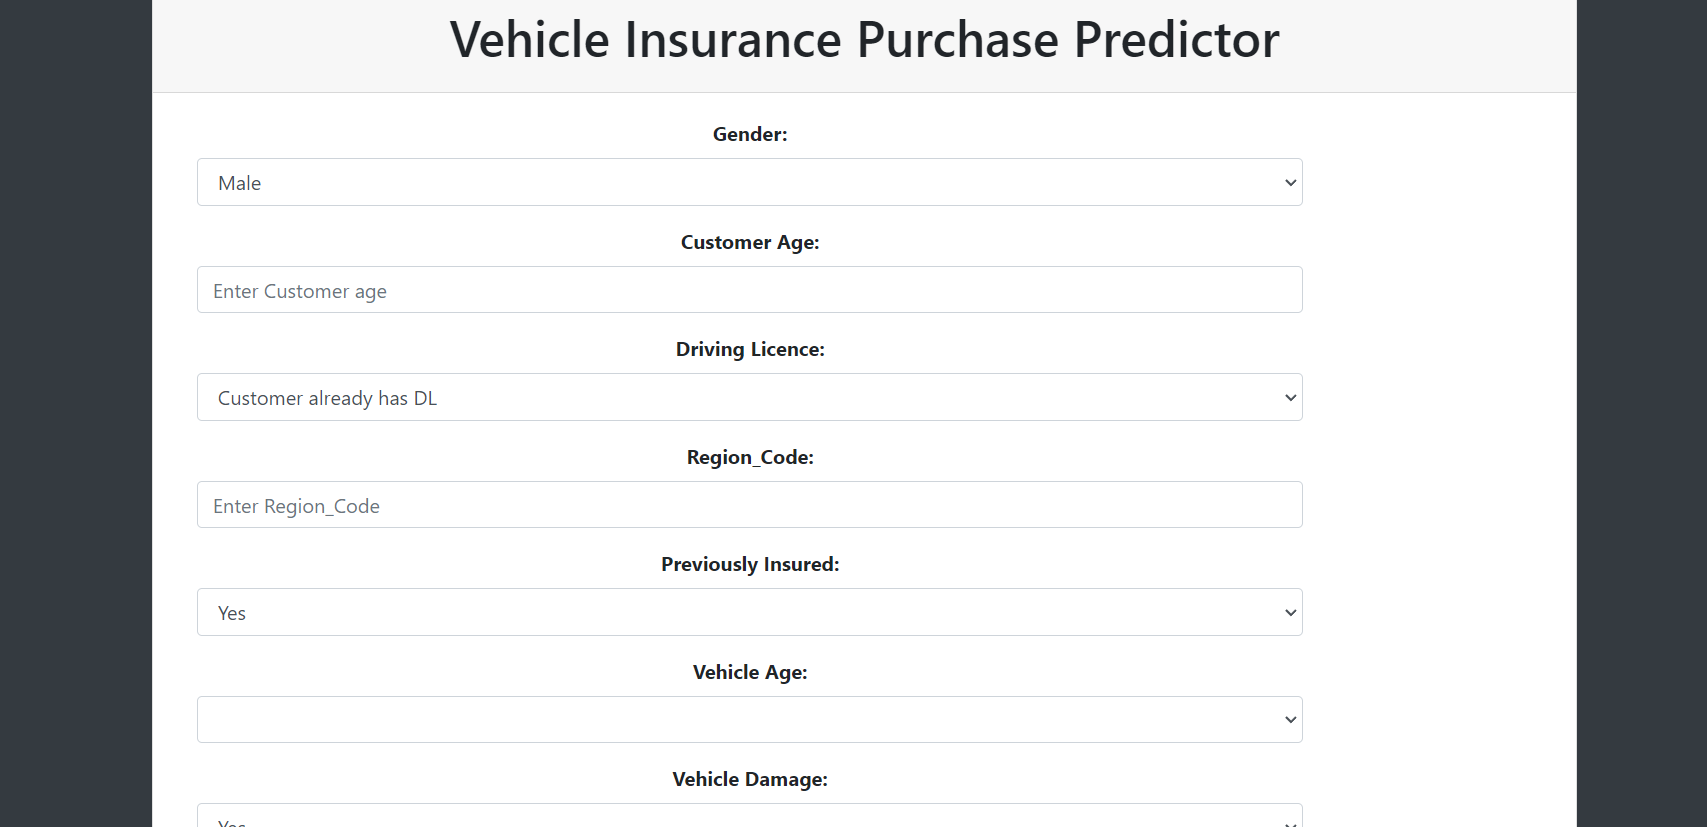 Vehicle Insurance Purchase Predictor
Gender:
Male
Customer Age:
Enter Customer age
Driving Licence:
Customer already has DL
Region_Code:
Enter Region_Code
Previously Insured:
Yes
Vehicle Age:
Vehicle Damage:
Yes